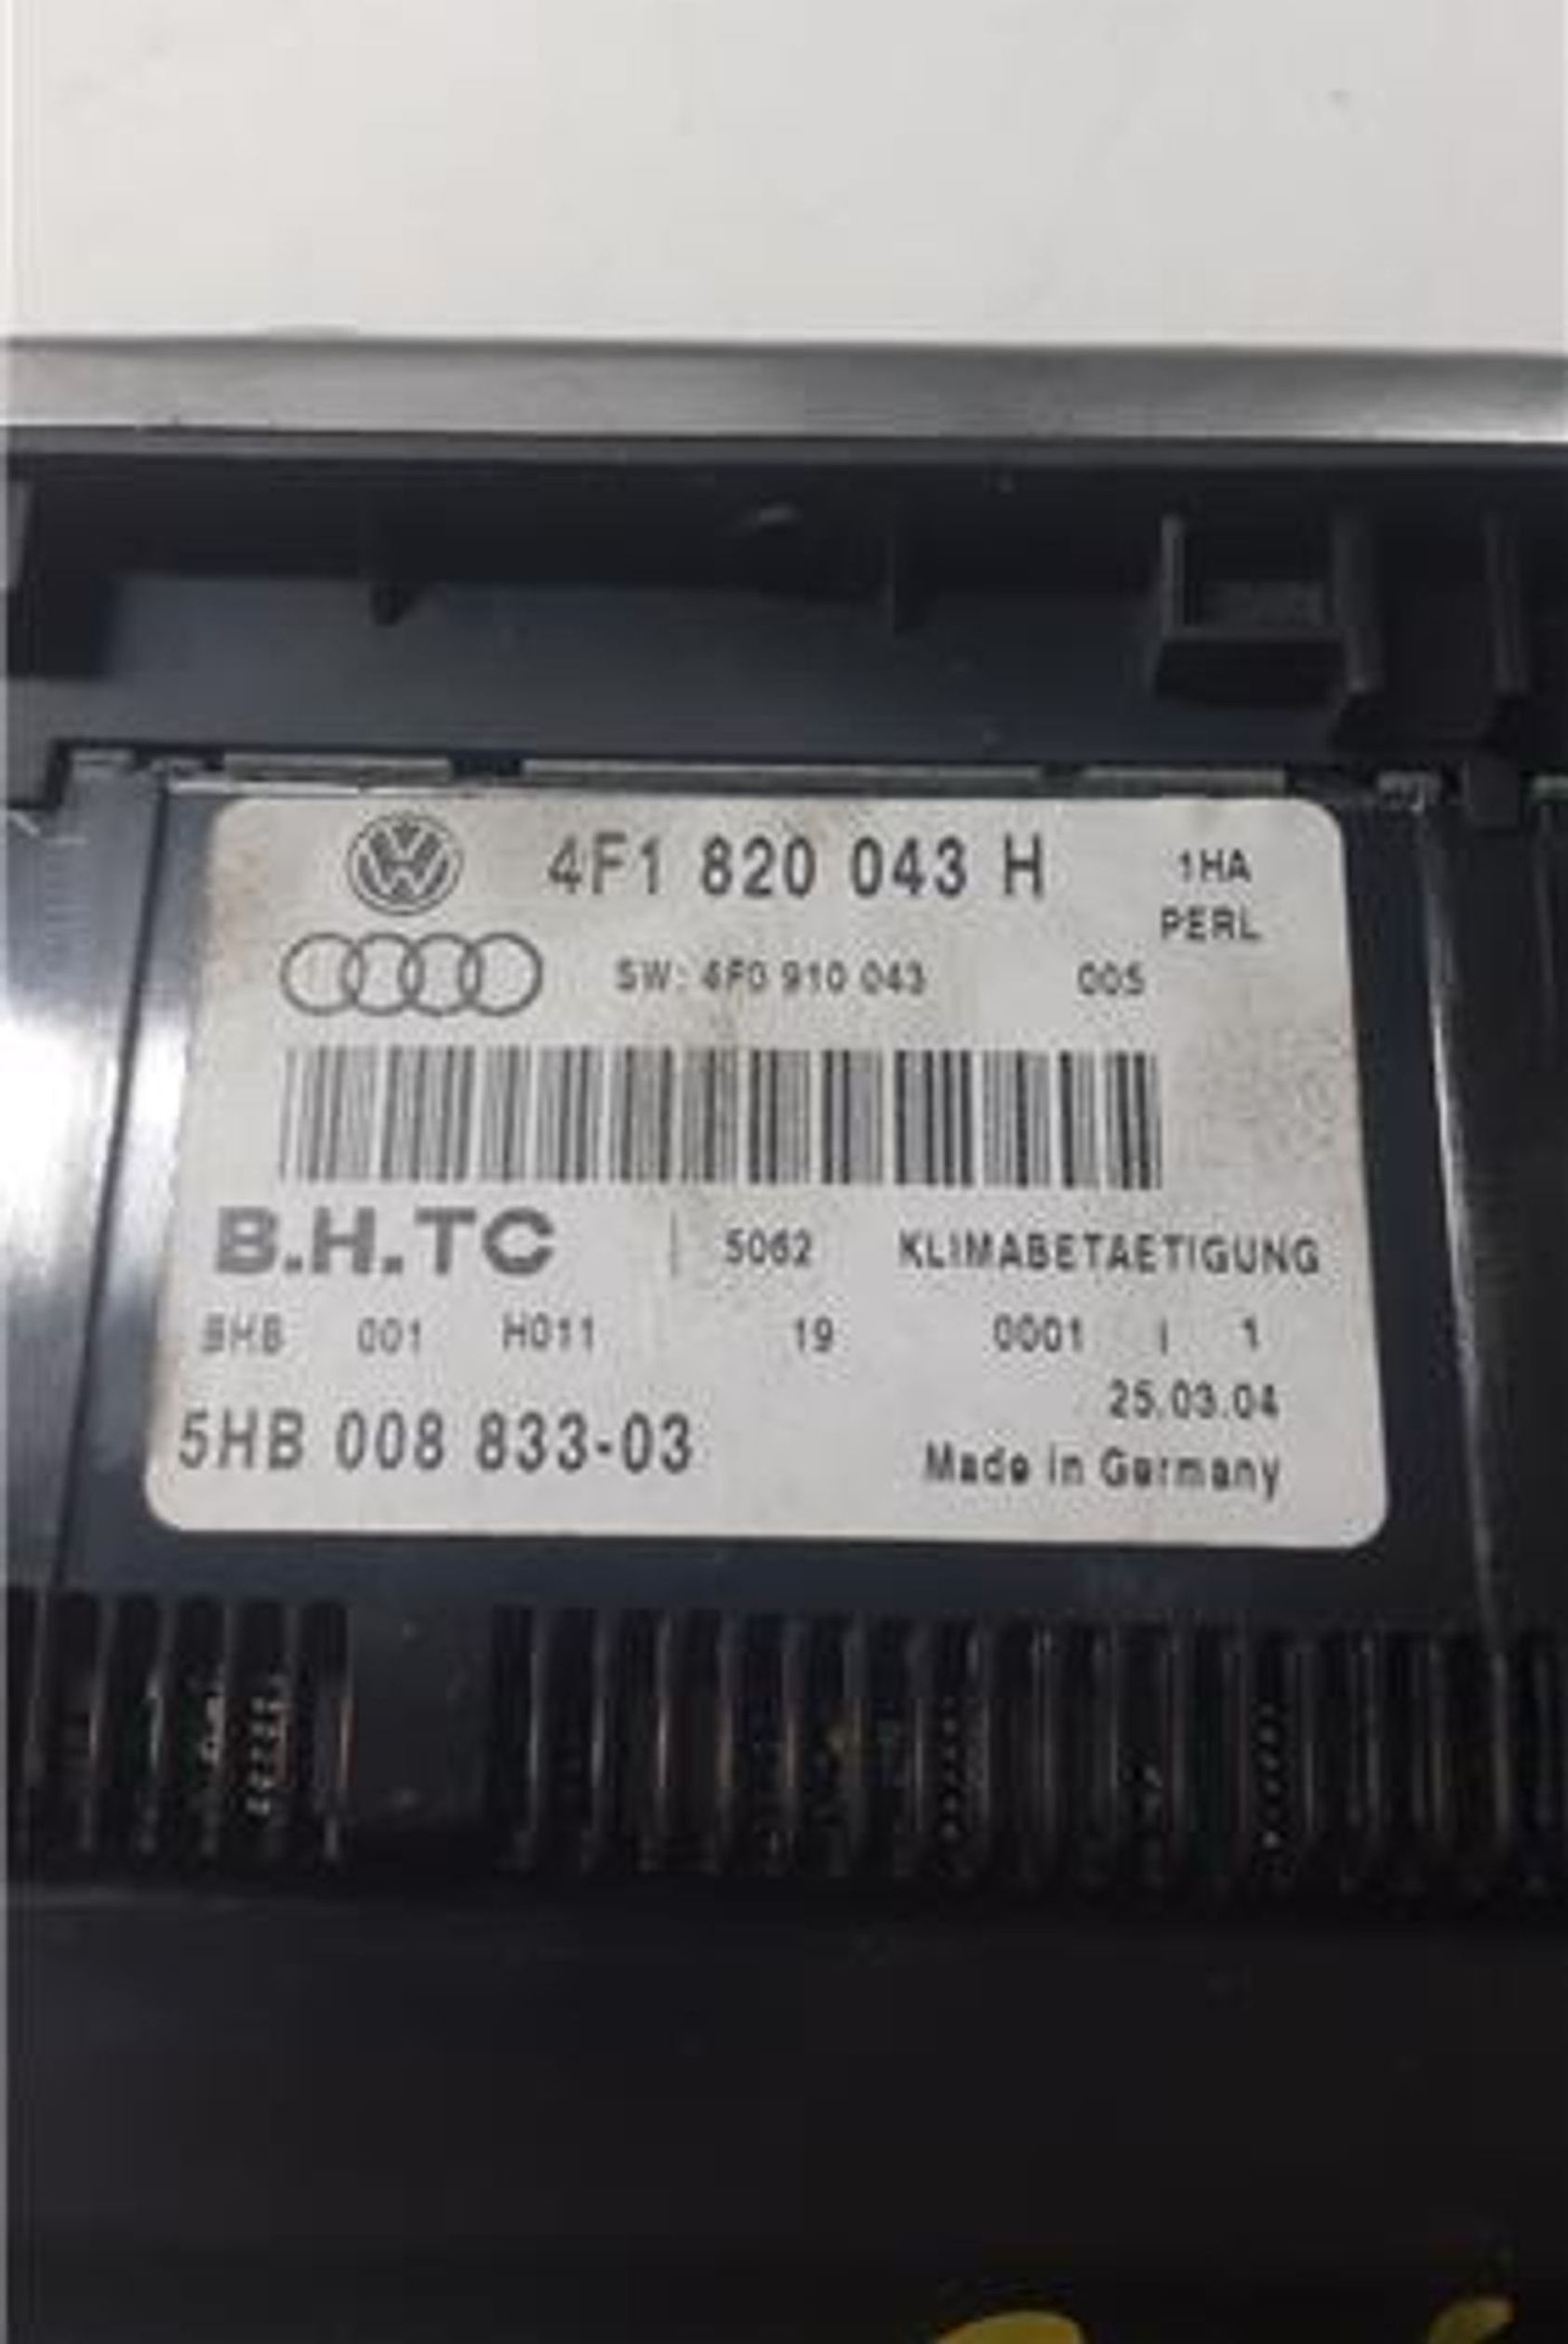 4F1 820 043 H 1HA
PERL
SW: 4F0 910 043 005
B.H.TC | 5062 KLIMABETAETIGUNG
BHB 001 H011 19 0001 | 1
25.03.04
5HB 008 833-03 Made in Germany